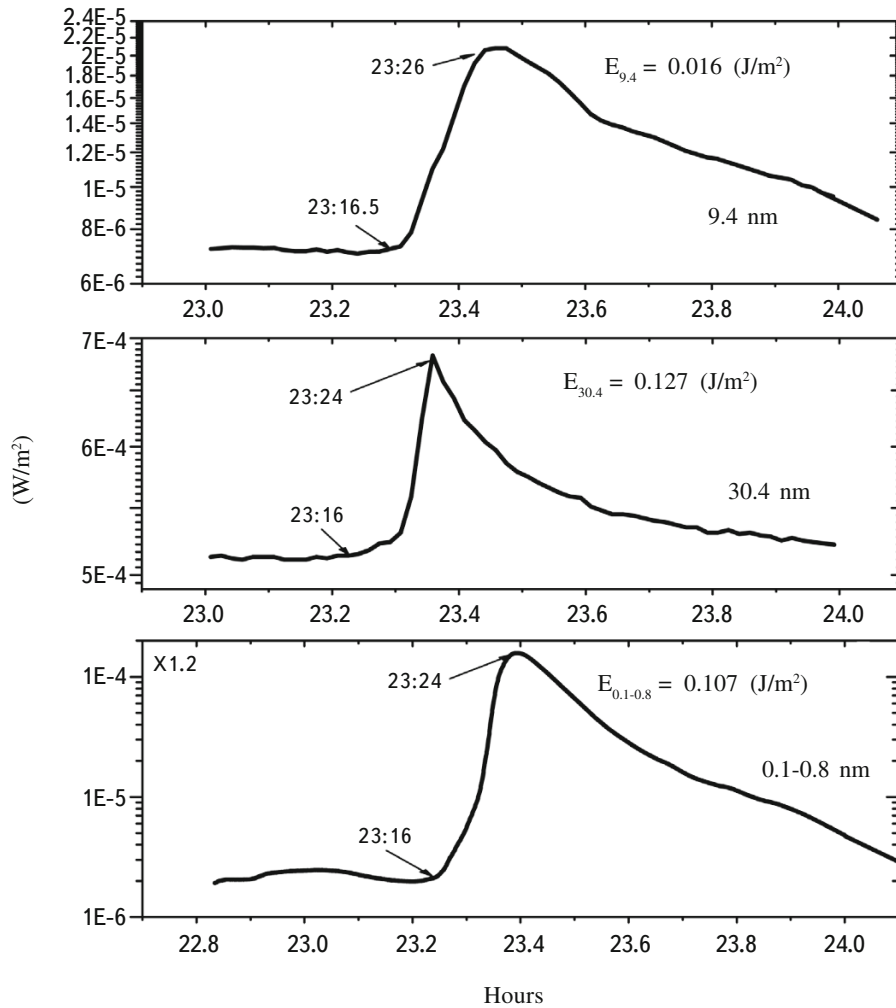 2.4E-5
2.2E-5
2E-5
1.8E-5
1.6E-5
1.4E-5
1.2E-5
1E-5
8E-6
6E-6
23:26
E9.4 = 0.016 (J/m²)
23:16.5
9.4 nm
23.0 23.2 23.4 23.6 23.8 24.0
7E-4
6E-4
5E-4
23:24
E30.4 = 0.127 (J/m²)
23:16
30.4 nm
(W/m²)
23.0 23.2 23.4 23.6 23.8 24.0
1E-4
1E-5
1E-6
X1.2
23:24
E0.1-0.8 = 0.107 (J/m²)
0.1-0.8 nm
23:16
22.8 23.0 23.2 23.4 23.6 23.8 24.0
Hours